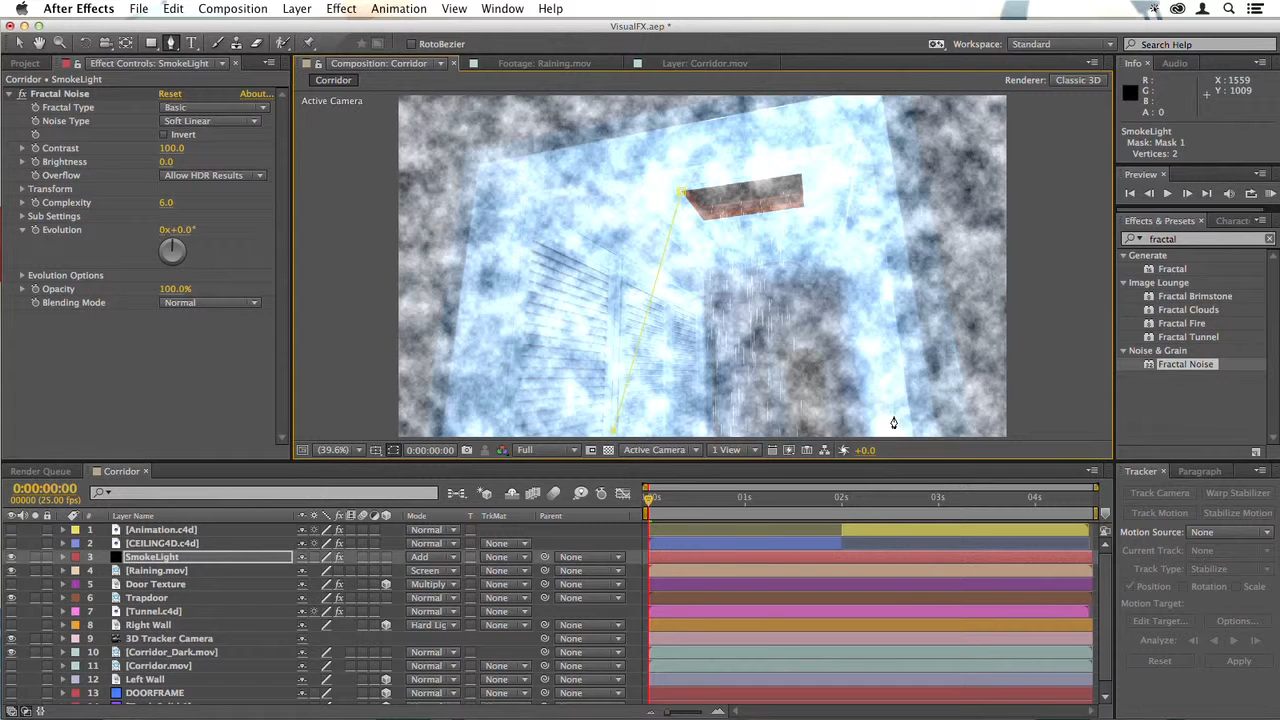 After Effects File Edit Composition Layer Effect Animation View Window Help
VisualFX.aep *
RotoBezier Workspace: Standard Search Help
Project Effect Controls: SmokeLight Composition: Corridor Footage: Raining.mov Layer: Corridor.mov Info Audio
Corridor • SmokeLight Corridor Renderer: Classic 3D
Fractal Noise Reset About...
Active Camera
Fractal Type Basic
Noise Type Soft Linear
Invert
Contrast 100.0
Brightness 0.0
Overflow Allow HDR Results
Transform
Complexity 6.0
Sub Settings
Evolution 0x+0.0°
Evolution Options
Opacity 100.0%
Blending Mode Normal
R :
G :
B :
A : 0
X : 1559
Y : 1009
SmokeLight
Mask: Mask 1
Vertices: 2
Preview
Effects & Presets Charact
fractal
Generate
Fractal
Image Lounge
Fractal Brimstone
Fractal Clouds
Fractal Fire
Fractal Tunnel
Noise & Grain
Fractal Noise
(39.6%) 0:00:00:00 Full Active Camera 1 View +0.0
Render Queue Corridor
0:00:00:00
00000 (25.00 fps)
# Layer Name Mode T TrkMat Parent
0s 01s 02s 03s 04s
1 [Animation.c4d] Normal None
2 [CEILING4D.c4d] Normal None None
3 SmokeLight Add None None
4 [Raining.mov] Screen None None
5 Door Texture Multiply None None
6 Trapdoor Normal None None
7 [Tunnel.c4d] Normal None None
8 Right Wall Hard Lig None None
9 3D Tracker Camera None
10 [Corridor_Dark.mov] Normal None
11 [Corridor.mov] Normal None None
12 Left Wall Normal None None
13 DOORFRAME Normal None None
Tracker Paragraph
Track Camera Warp Stabilizer
Track Motion Stabilize Motion
Motion Source: None
Current Track: None
Track Type: Stabilize
Position Rotation Scale
Motion Target:
Edit Target... Options...
Analyze:
Reset Apply